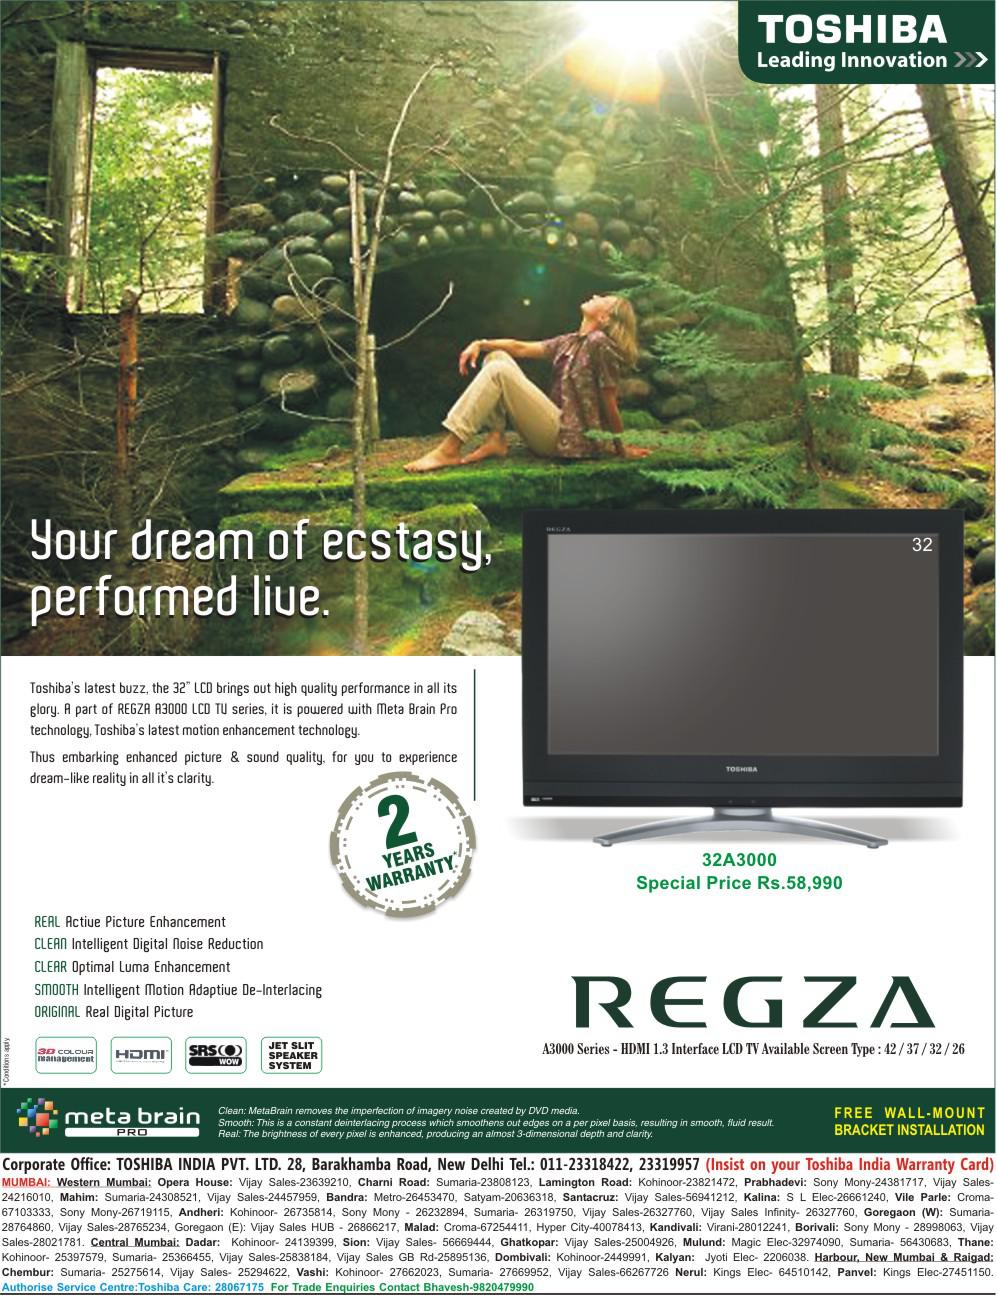 TOSHIBA
Leading Innovation
Your dream of ecstasy,
performed live.
REGZA
32
TOSHIBA
Toshiba's latest buzz, the 32" LCD brings out high quality performance in all its
glory. A part of REGZA A3000 LCD TV series, it is powered with Meta Brain Pro
technology, Toshiba's latest motion enhancement technology.
Thus embarking enhanced picture & sound quality, for you to experience
dream-like reality in all it's clarity.
2
YEARS
WARRANTY*
32A3000
Special Price Rs.58,990
REAL Active Picture Enhancement
CLEAN Intelligent Digital Noise Reduction
CLEAR Optimal Luma Enhancement
SMOOTH Intelligent Motion Adaptive De-Interlacing
ORIGINAL Real Digital Picture
REGZA
A3000 Series - HDMI 1.3 Interface LCD TV Available Screen Type : 42 / 37 / 32 / 26
*Conditions apply
3D COLOUR
management
HDMI
SRS
WOW
JET SLIT
SPEAKER
SYSTEM
meta brain
PRO
Clean: MetaBrain removes the imperfection of imagery noise created by DVD media.
Smooth: This is a constant deinterlacing process which smoothens out edges on a per pixel basis, resulting in smooth, fluid result.
Real: The brightness of every pixel is enhanced, producing an almost 3-dimensional depth and clarity.
FREE WALL-MOUNT
BRACKET INSTALLATION
Corporate Office: TOSHIBA INDIA PVT. LTD. 28, Barakhamba Road, New Delhi Tel.: 011-23318422, 23319957 (Insist on your Toshiba India Warranty Card)
MUMBAI: Western Mumbai: Opera House: Vijay Sales-23639210, Charni Road: Sumaria-23808123, Lamington Road: Kohinoor-23821472, Prabhadevi: Sony Mony-24381717, Vijay Sales-
24216010, Mahim: Sumaria-24308521, Vijay Sales-24457959, Bandra: Metro-26453470, Satyam-20636318, Santacruz: Vijay Sales-56941212, Kalina: S L Elec-26661240, Vile Parle: Croma-
67103333, Sony Mony-26719115, Andheri: Kohinoor- 26735814, Sony Mony - 26232894, Sumaria- 26319750, Vijay Sales-26327760, Vijay Sales Infinity- 26327760, Goregaon (W): Sumaria-
28764860, Vijay Sales-28765234, Goregaon (E): Vijay Sales HUB - 26866217, Malad: Croma-67254411, Hyper City-40078413, Kandivali: Virani-28012241, Borivali: Sony Mony - 28998063, Vijay
Sales-28021781. Central Mumbai: Dadar: Kohinoor- 24139399, Sion: Vijay Sales- 56669444, Ghatkopar: Vijay Sales-25004926, Mulund: Magic Elec-32974090, Sumaria- 56430683, Thane:
Kohinoor- 25397579, Sumaria- 25366455, Vijay Sales-25838184, Vijay Sales GB Rd-25895136, Dombivali: Kohinoor-2449991, Kalyan: Jyoti Elec- 2206038. Harbour, New Mumbai & Raigad:
Chembur: Sumaria- 25275614, Vijay Sales- 25294622, Vashi: Kohinoor- 27662023, Sumaria- 27669952, Vijay Sales-66267726 Nerul: Kings Elec- 64510142, Panvel: Kings Elec-27451150.
Authorise Service Centre:Toshiba Care: 28067175 For Trade Enquiries Contact Bhavesh-9820479990